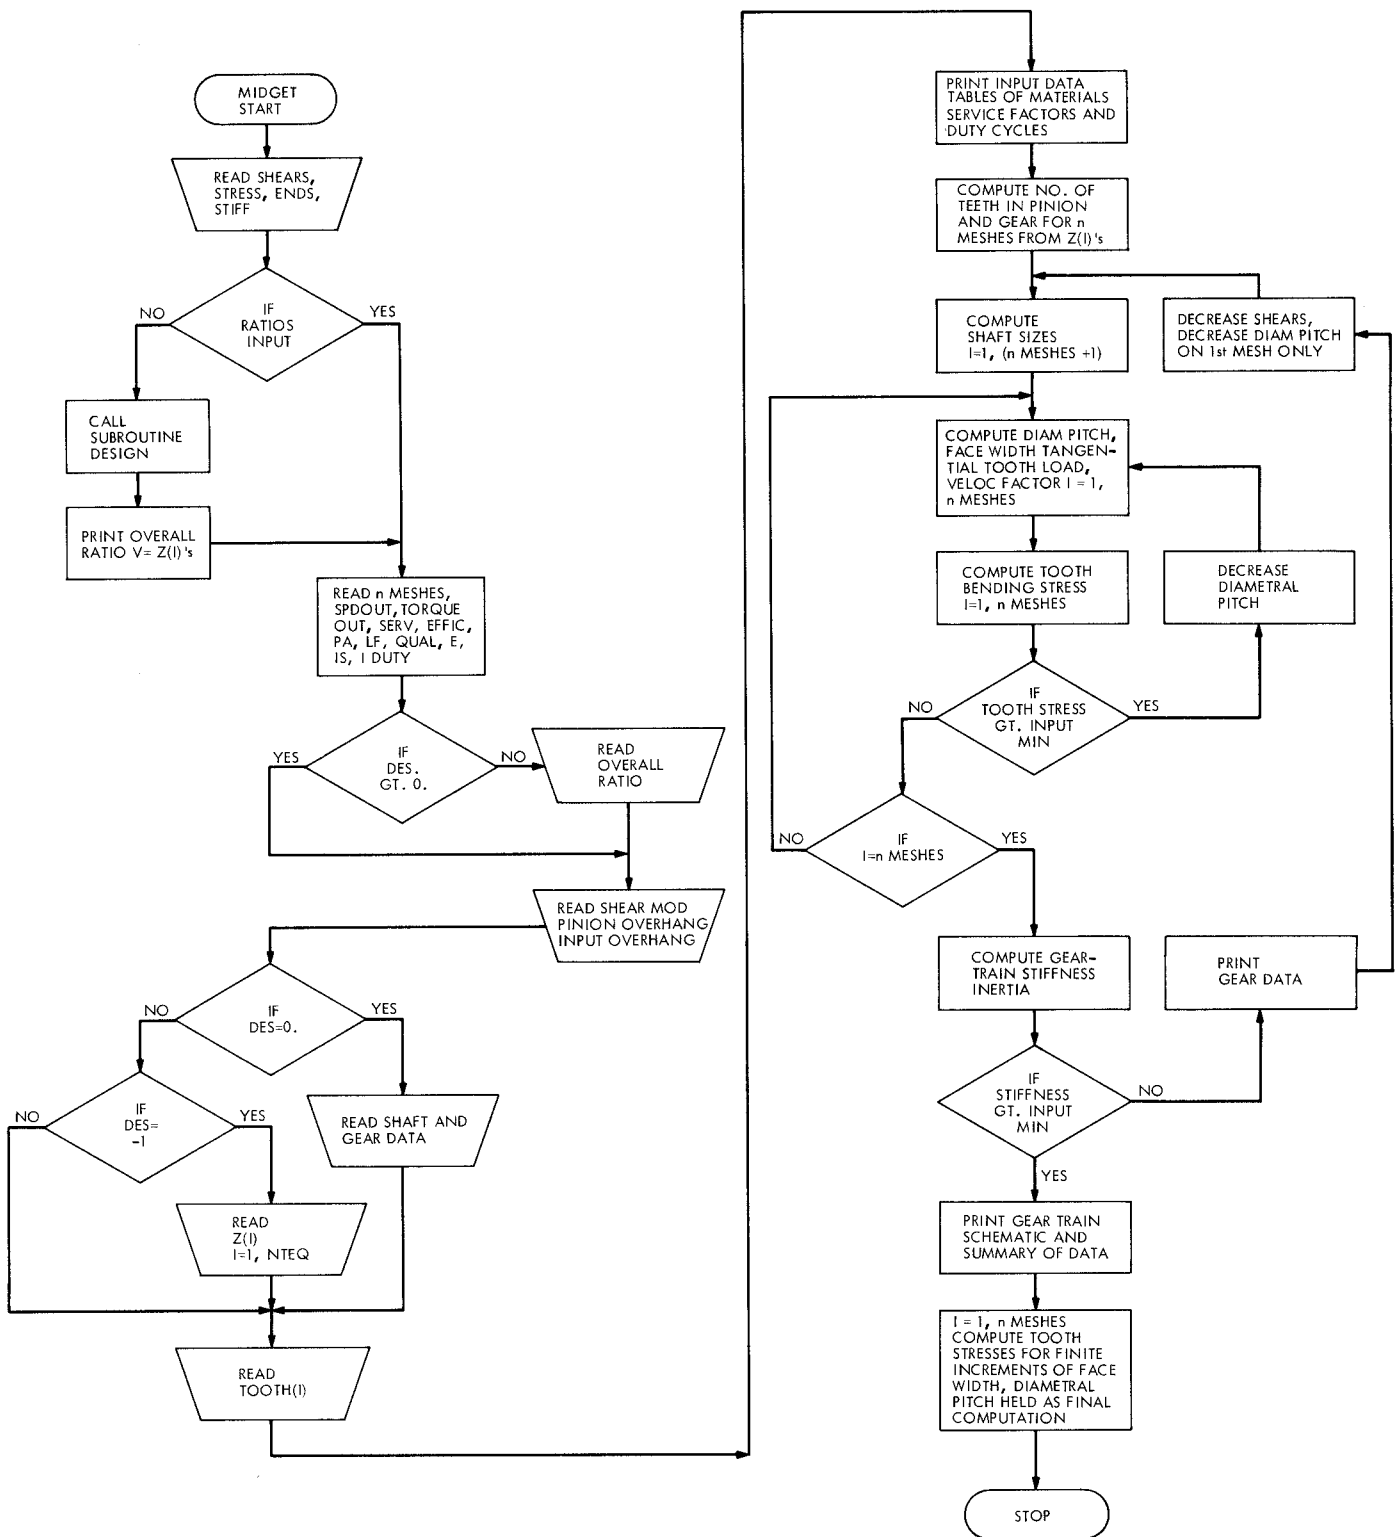 MIDGET
START
READ SHEARS,
STRESS, ENDS,
STIFF
IF
RATIOS
INPUT
NO
YES
CALL
SUBROUTINE
DESIGN
PRINT OVERALL
RATIO V= Z(I)'s
READ n MESHES,
SPDOUT, TORQUE
OUT, SERV, EFFIC,
PA, LF, QUAL, E,
IS, I DUTY
IF
DES.
GT. 0.
YES
NO
READ
OVERALL
RATIO
READ SHEAR MOD
PINION OVERHANG
INPUT OVERHANG
IF
DES=0.
NO
YES
IF
DES=
-1
NO
YES
READ SHAFT AND
GEAR DATA
READ
Z(I)
I=1, NTEQ
READ
TOOTH(I)
PRINT INPUT DATA
TABLES OF MATERIALS
SERVICE FACTORS AND
DUTY CYCLES
COMPUTE NO. OF
TEETH IN PINION
AND GEAR FOR n
MESHES FROM Z(I)'s
COMPUTE
SHAFT SIZES
I=1, (n MESHES +1)
DECREASE SHEARS,
DECREASE DIAM PITCH
ON 1st MESH ONLY
COMPUTE DIAM PITCH,
FACE WIDTH TANGEN-
TIAL TOOTH LOAD,
VELOC FACTOR I = 1,
n MESHES
COMPUTE TOOTH
BENDING STRESS
I=1, n MESHES
DECREASE
DIAMETRAL
PITCH
IF
TOOTH STRESS
GT. INPUT
MIN
NO
YES
IF
I=n MESHES
NO
YES
COMPUTE GEAR-
TRAIN STIFFNESS
INERTIA
PRINT
GEAR DATA
IF
STIFFNESS
GT. INPUT
MIN
NO
YES
PRINT GEAR TRAIN
SCHEMATIC AND
SUMMARY OF DATA
I = 1, n MESHES
COMPUTE TOOTH
STRESSES FOR FINITE
INCREMENTS OF FACE
WIDTH, DIAMETRAL
PITCH HELD AS FINAL
COMPUTATION
STOP